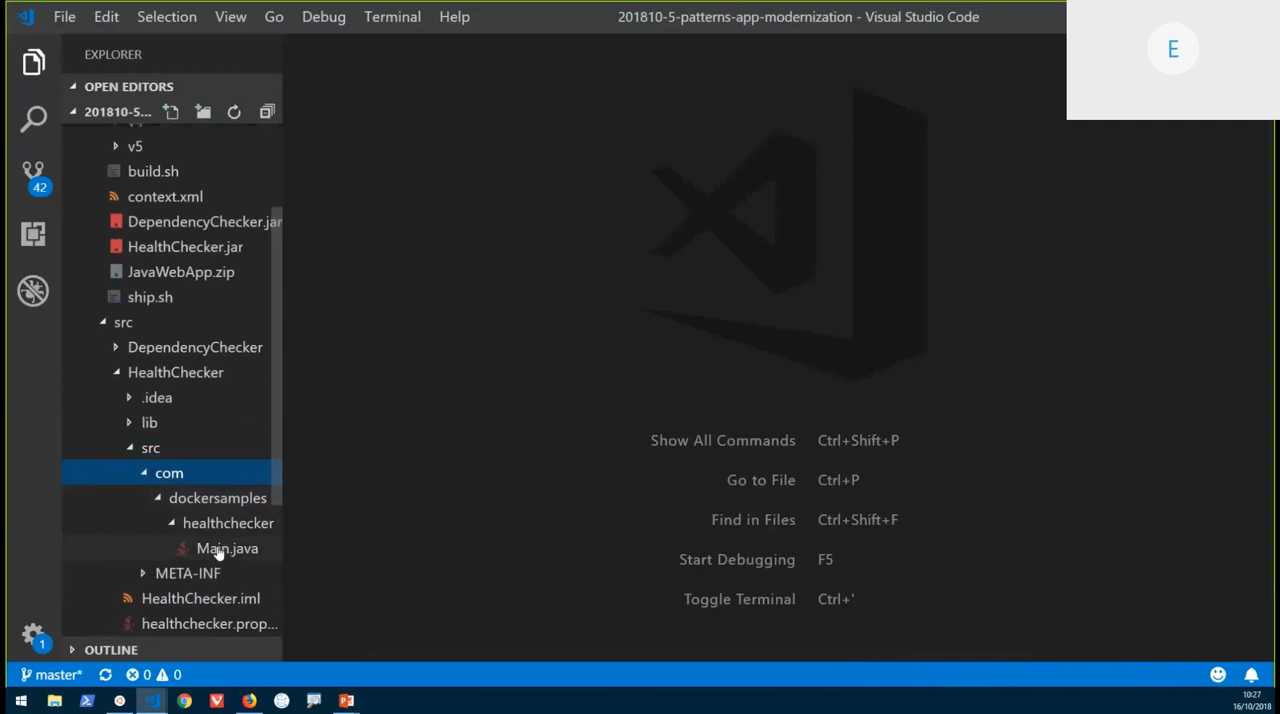 File Edit Selection View Go Debug Terminal Help
201810-5-patterns-app-modernization - Visual Studio Code
E
EXPLORER
OPEN EDITORS
201810-5...
v5
build.sh
context.xml
DependencyChecker.jar
HealthChecker.jar
JavaWebApp.zip
ship.sh
src
DependencyChecker
HealthChecker
.idea
lib
src
com
dockersamples
healthchecker
Main.java
META-INF
HealthChecker.iml
healthchecker.prop...
OUTLINE
42
1
Show All Commands Ctrl+Shift+P
Go to File Ctrl+P
Find in Files Ctrl+Shift+F
Start Debugging F5
Toggle Terminal Ctrl+'
master* 0 0
10:27
16/10/2018